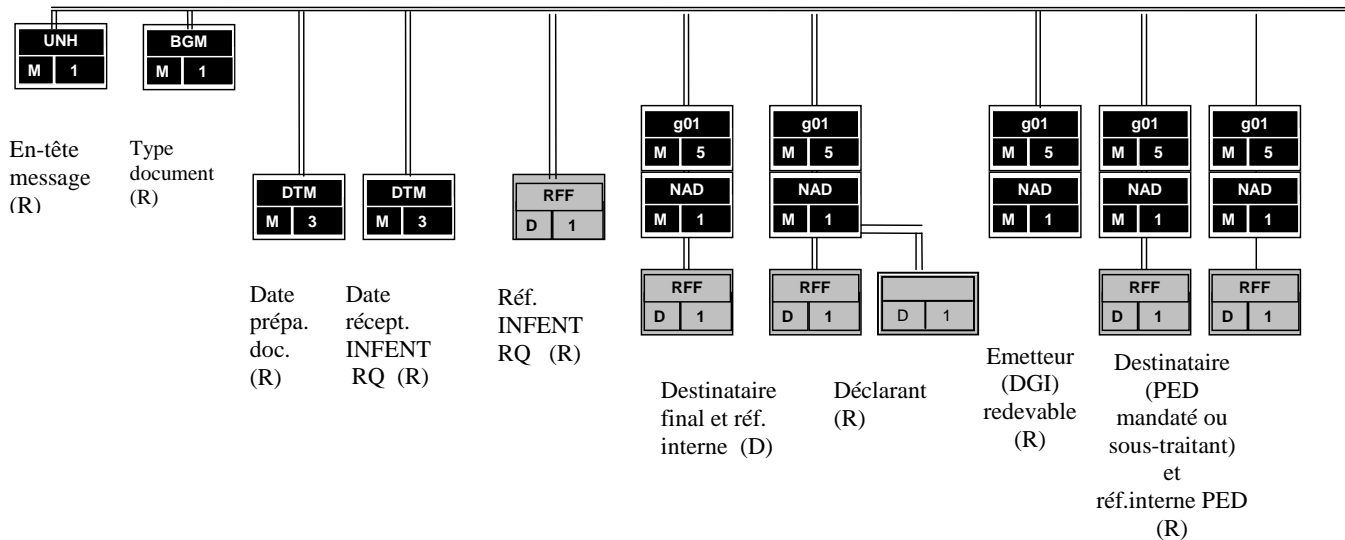 UNH
M 1
BGM
M 1
En-tête
message
(R)
Type
document
(R)
DTM
M 3
DTM
M 3
Date
prépa.
doc.
(R)
Date
récept.
INFENT
RQ (R)
RFF
D 1
Réf.
INFENT
RQ (R)
g01
M 5
NAD
M 1
RFF
D 1
Destinataire
final et réf.
interne (D)
g01
M 5
NAD
M 1
RFF
D 1
D 1
Déclarant
(R)
g01
M 5
NAD
M 1
Emetteur
(DGI)
redevable
(R)
g01
M 5
NAD
M 1
RFF
D 1
Destinataire
(PED
mandaté ou
sous-traitant)
et
réf.interne PED
(R)
g01
M 5
NAD
M 1
RFF
D 1